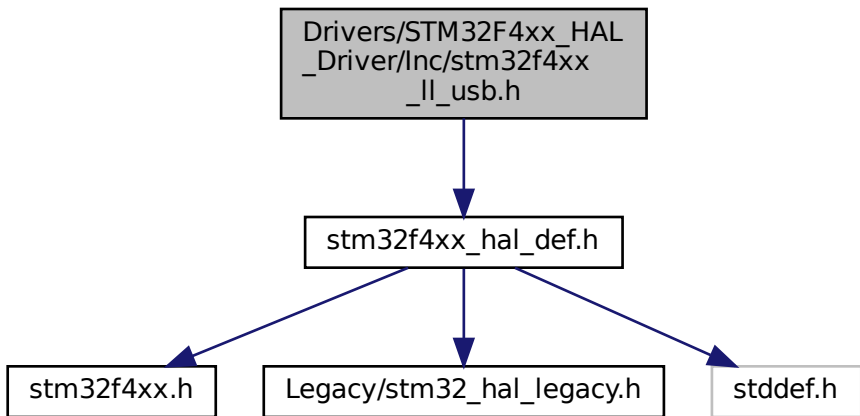 Drivers/STM32F4xx_HAL
_Driver/Inc/stm32f4xx
_ll_usb.h
stm32f4xx_hal_def.h
stm32f4xx.h
Legacy/stm32_hal_legacy.h
stddef.h